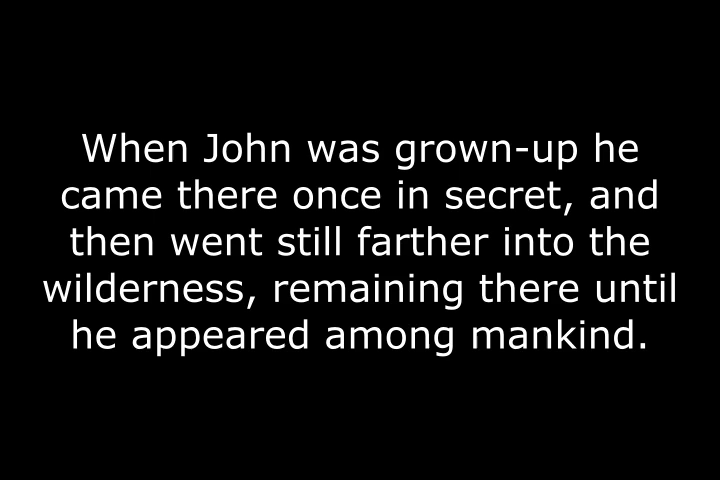 When John was grown-up he
came there once in secret, and
then went still farther into the
wilderness, remaining there until
he appeared among mankind.